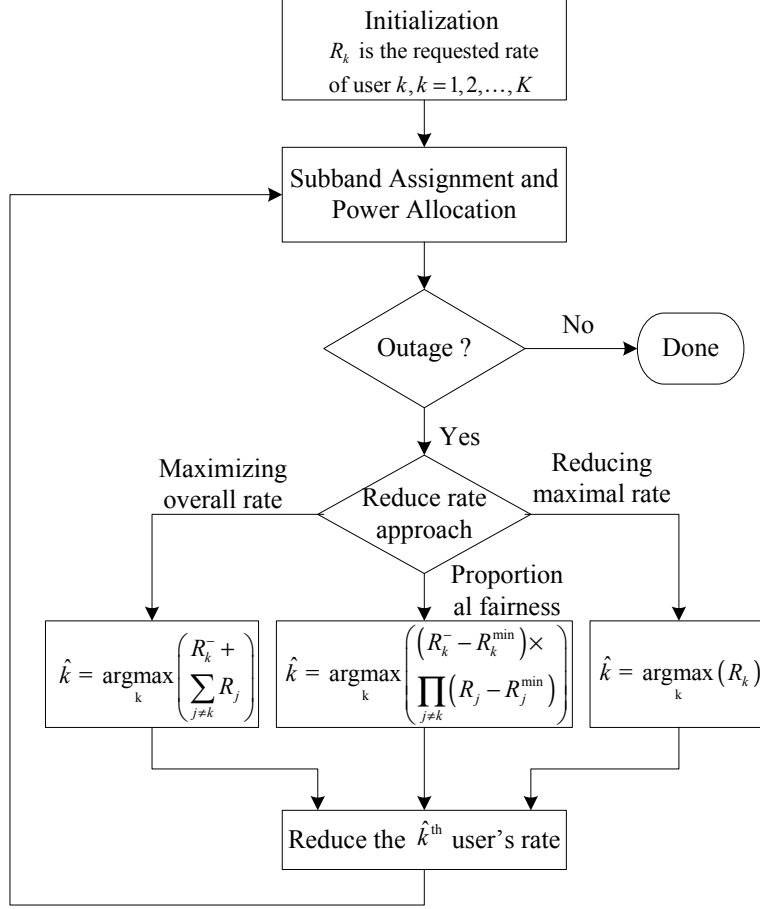 Initialization
R_k is the requested rate
of user k, k = 1, 2, …, K
Subband Assignment and
Power Allocation
Outage ?
No
Done
Yes
Maximizing
overall rate
Reduce rate
approach
Reducing
maximal rate
Proportion
al fairness
k̂ = argmax_k ( R_k^- + ∑_{j≠k} R_j )
k̂ = argmax_k ( (R_k^- − R_k^min) × ∏_{j≠k} (R_j − R_j^min) )
k̂ = argmax_k (R_k)
Reduce the k̂^th user's rate